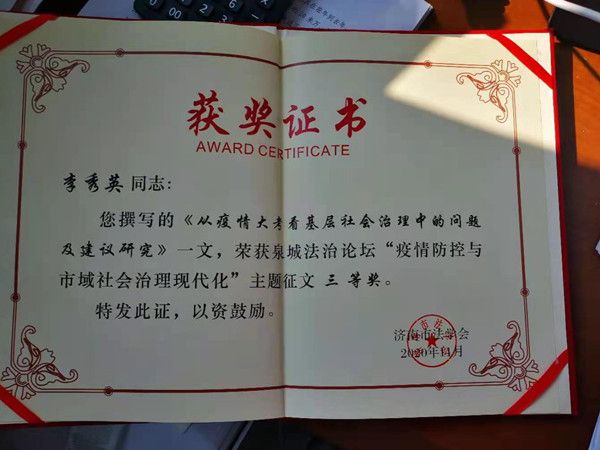 获奖证书
AWARD CERTIFICATE
李秀英 同志:
您撰写的《从疫情大考看基层社会治理中的问题
及建议研究》一文，荣获泉城法治论坛“疫情防控与
市域社会治理现代化”主题征文 三 等奖。
特发此证，以资鼓励。
济南市法学会
2020年11月